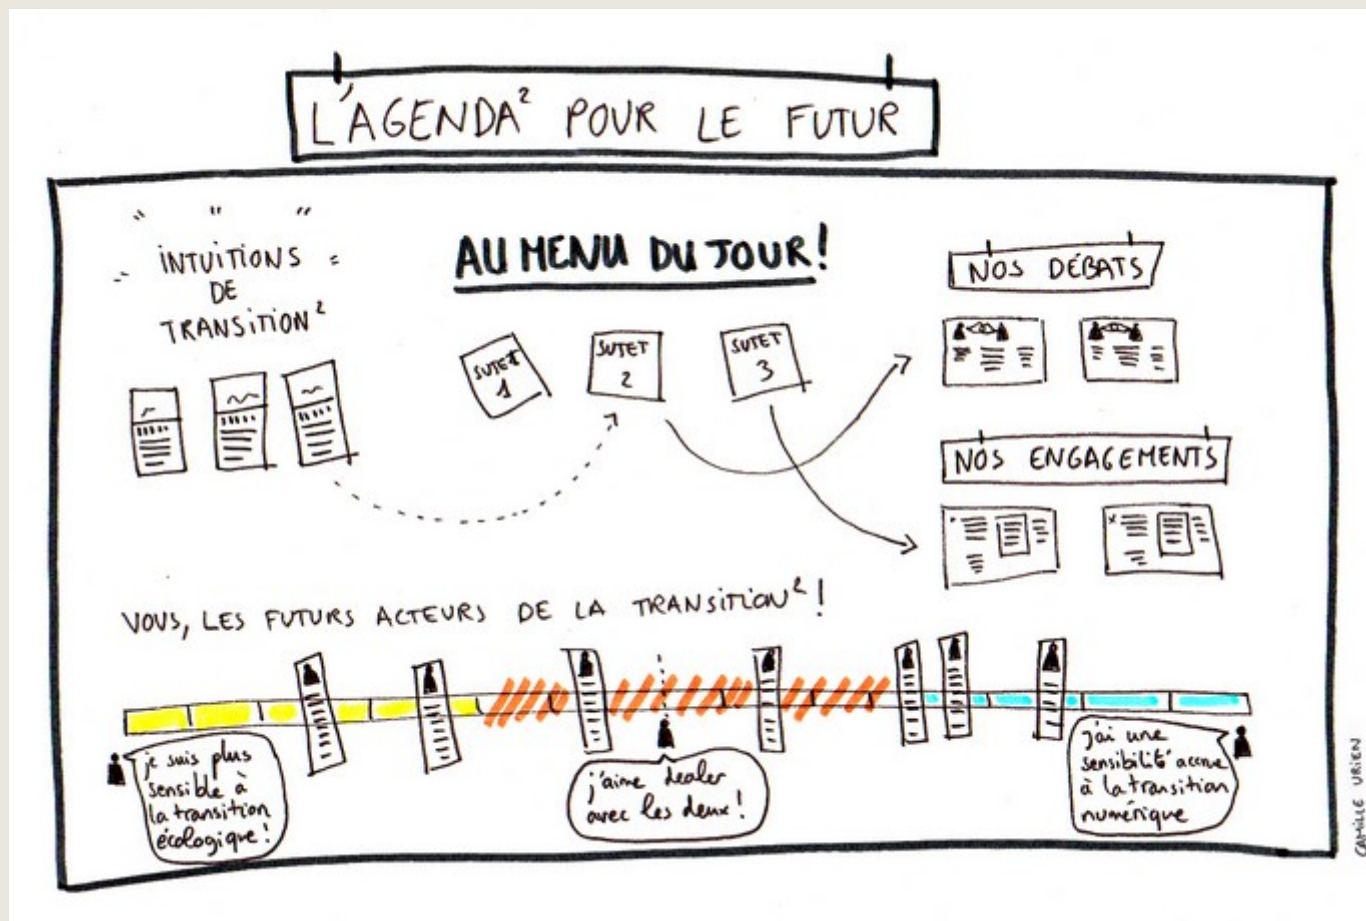 L'AGENDA² POUR LE FUTUR
INTUITIONS
DE
TRANSITION²
AU MENU DU JOUR !
SUJET
1
SUJET
2
SUJET
3
NOS DÉBATS
NOS ENGAGEMENTS
VOUS, LES FUTURS ACTEURS DE LA TRANSITION² !
je suis plus
sensible à
la transition
écologique !
j'aime dealer
avec les deux !
j'ai une
sensibilité accrue
à la transition
numérique
CAMILLE URIEN